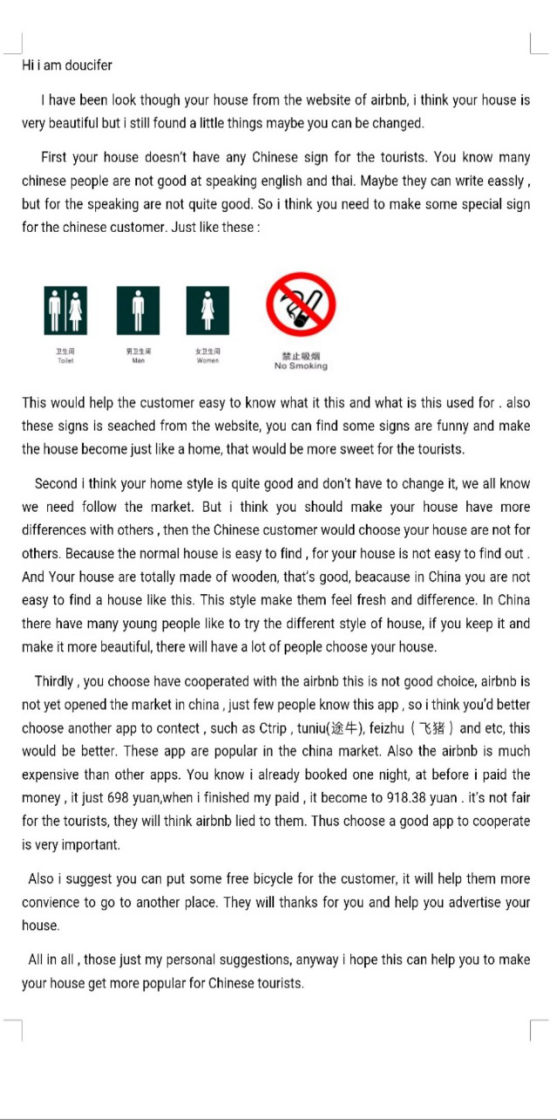 Hi i am doucifer
I have been look though your house from the website of airbnb, i think your house is
very beautiful but i still found a little things maybe you can be changed.
First your house doesn't have any Chinese sign for the tourists. You know many
chinese people are not good at speaking english and thai. Maybe they can write eassly ,
but for the speaking are not quite good. So i think you need to make some special sign
for the chinese customer. Just like these :
卫生间 男卫生间 女卫生间 禁止吸烟
Toilet Man Women No Smoking
This would help the customer easy to know what it this and what is this used for . also
these signs is seached from the website, you can find some signs are funny and make
the house become just like a home, that would be more sweet for the tourists.
Second i think your home style is quite good and don't have to change it, we all know
we need follow the market. But i think you should make your house have more
differences with others , then the Chinese customer would choose your house are not for
others. Because the normal house is easy to find , for your house is not easy to find out .
And Your house are totally made of wooden, that's good, beacause in China you are not
easy to find a house like this. This style make them feel fresh and difference. In China
there have many young people like to try the different style of house, if you keep it and
make it more beautiful, there will have a lot of people choose your house.
Thirdly , you choose have cooperated with the airbnb this is not good choice, airbnb is
not yet opened the market in china , just few people know this app , so i think you'd better
choose another app to contect , such as Ctrip , tuniu(途牛), feizhu ( 飞猪 ) and etc, this
would be better. These app are popular in the china market. Also the airbnb is much
expensive than other apps. You know i already booked one night, at before i paid the
money , it just 698 yuan,when i finished my paid , it become to 918.38 yuan . it's not fair
for the tourists, they will think airbnb lied to them. Thus choose a good app to cooperate
is very important.
Also i suggest you can put some free bicycle for the customer, it will help them more
convience to go to another place. They will thanks for you and help you advertise your
house.
All in all , those just my personal suggestions, anyway i hope this can help you to make
your house get more popular for Chinese tourists.